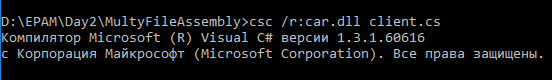 D:\EPAM\Day2\MultyFileAssembly>csc /r:car.dll client.cs
Компилятор Microsoft (R) Visual C# версии 1.3.1.60616
c Корпорация Майкрософт (Microsoft Corporation). Все права защищены.